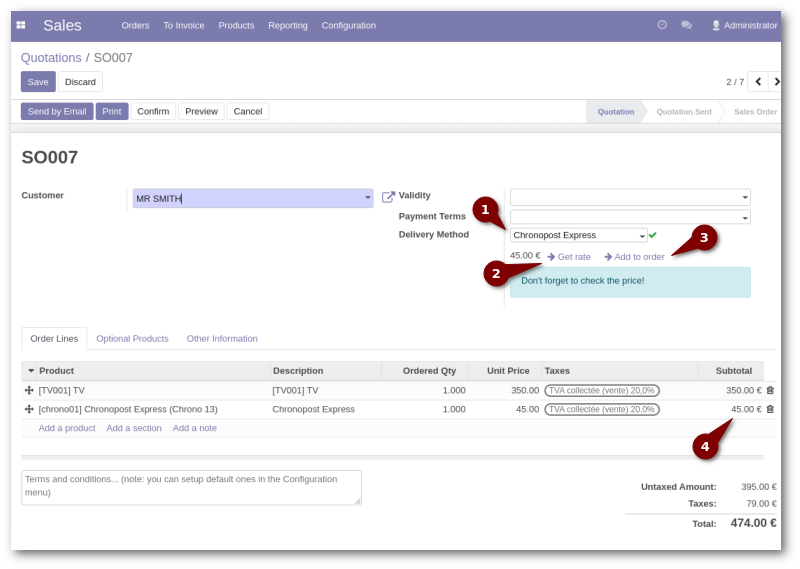 Sales Orders To Invoice Products Reporting Configuration Administrator
Quotations / SO007
Save Discard 2 / 7
Send by Email Print Confirm Preview Cancel Quotation Quotation Sent Sales Order
SO007
Customer MR SMITH Validity
1
Payment Terms
Delivery Method Chronopost Express
3
45.00 € Get rate Add to order
2
Don't forget to check the price!
Order Lines Optional Products Other Information
Product Description Ordered Qty Unit Price Taxes Subtotal
[TV001] TV [TV001] TV 1.000 350.00 TVA collectée (vente) 20,0% 350.00 €
[chrono01] Chronopost Express (Chrono 13) Chronopost Express 1.000 45.00 TVA collectée (vente) 20,0% 45.00 €
Add a product Add a section Add a note
4
Terms and conditions... (note: you can setup default ones in the Configuration
menu)
Untaxed Amount: 395.00 €
Taxes: 79.00 €
Total: 474.00 €